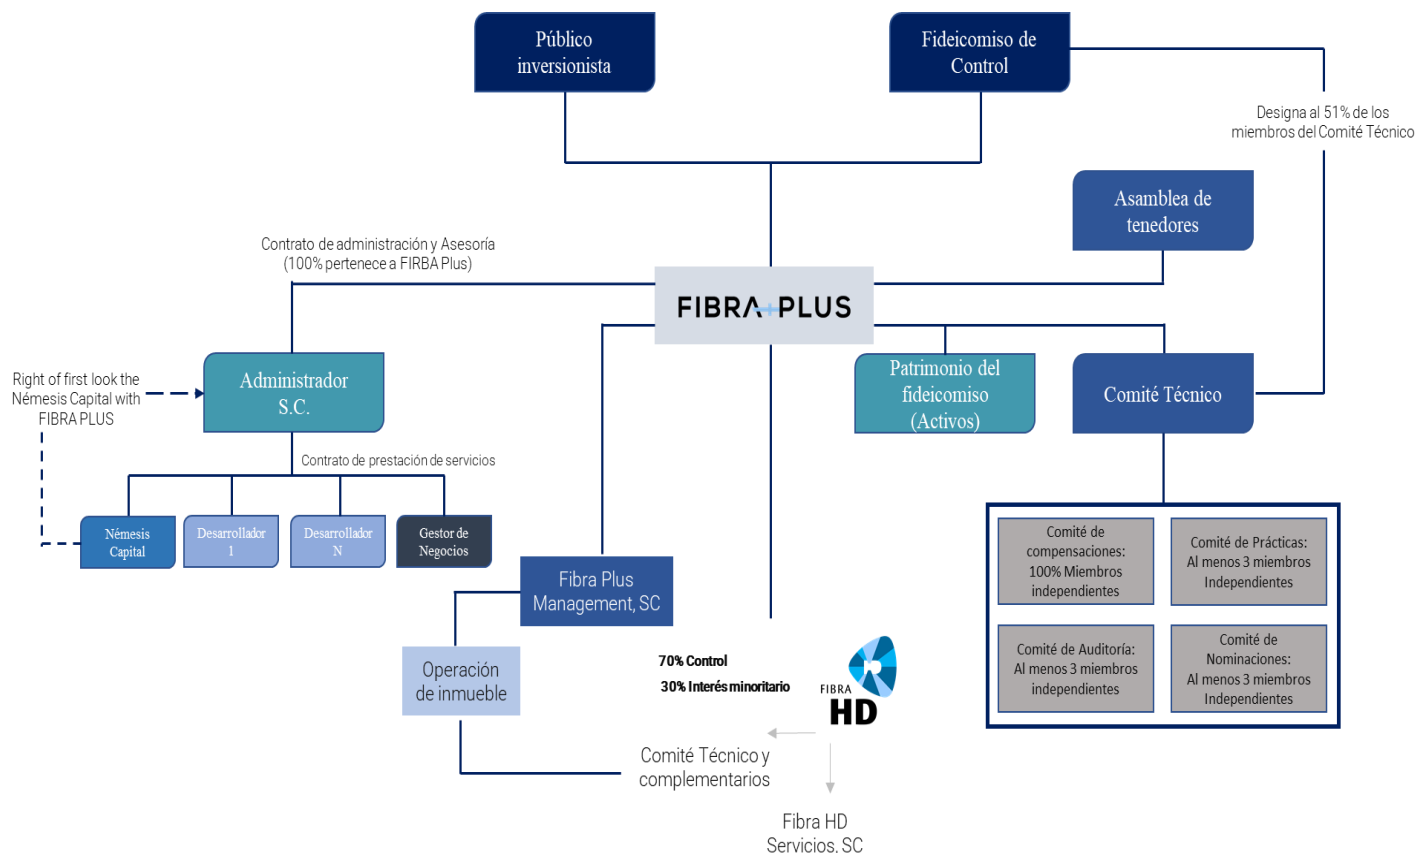 Público
inversionista
Fideicomiso de
Control
Designa al 51% de los
miembros del Comité Técnico
Asamblea de
tenedores
Contrato de administración y Asesoría
(100% pertenece a FIRBA Plus)
FIBRA PLUS
Administrador
S.C.
Right of first look the
Némesis Capital with
FIBRA PLUS
Patrimonio del
fideicomiso
(Activos)
Comité Técnico
Contrato de prestación de servicios
Némesis
Capital
Desarrollador
1
Desarrollador
N
Gestor de
Negocios
Fibra Plus
Management, SC
Operación
de inmueble
Comité de
compensaciones:
100% Miembros
independientes
Comité de Prácticas:
Al menos 3 miembros
Independientes
Comité de Auditoría:
Al menos 3 miembros
independientes
Comité de
Nominaciones:
Al menos 3 miembros
Independientes
70% Control
30% Interés minoritario
FIBRA
HD
Comité Técnico y
complementarios
Fibra HD
Servicios, SC